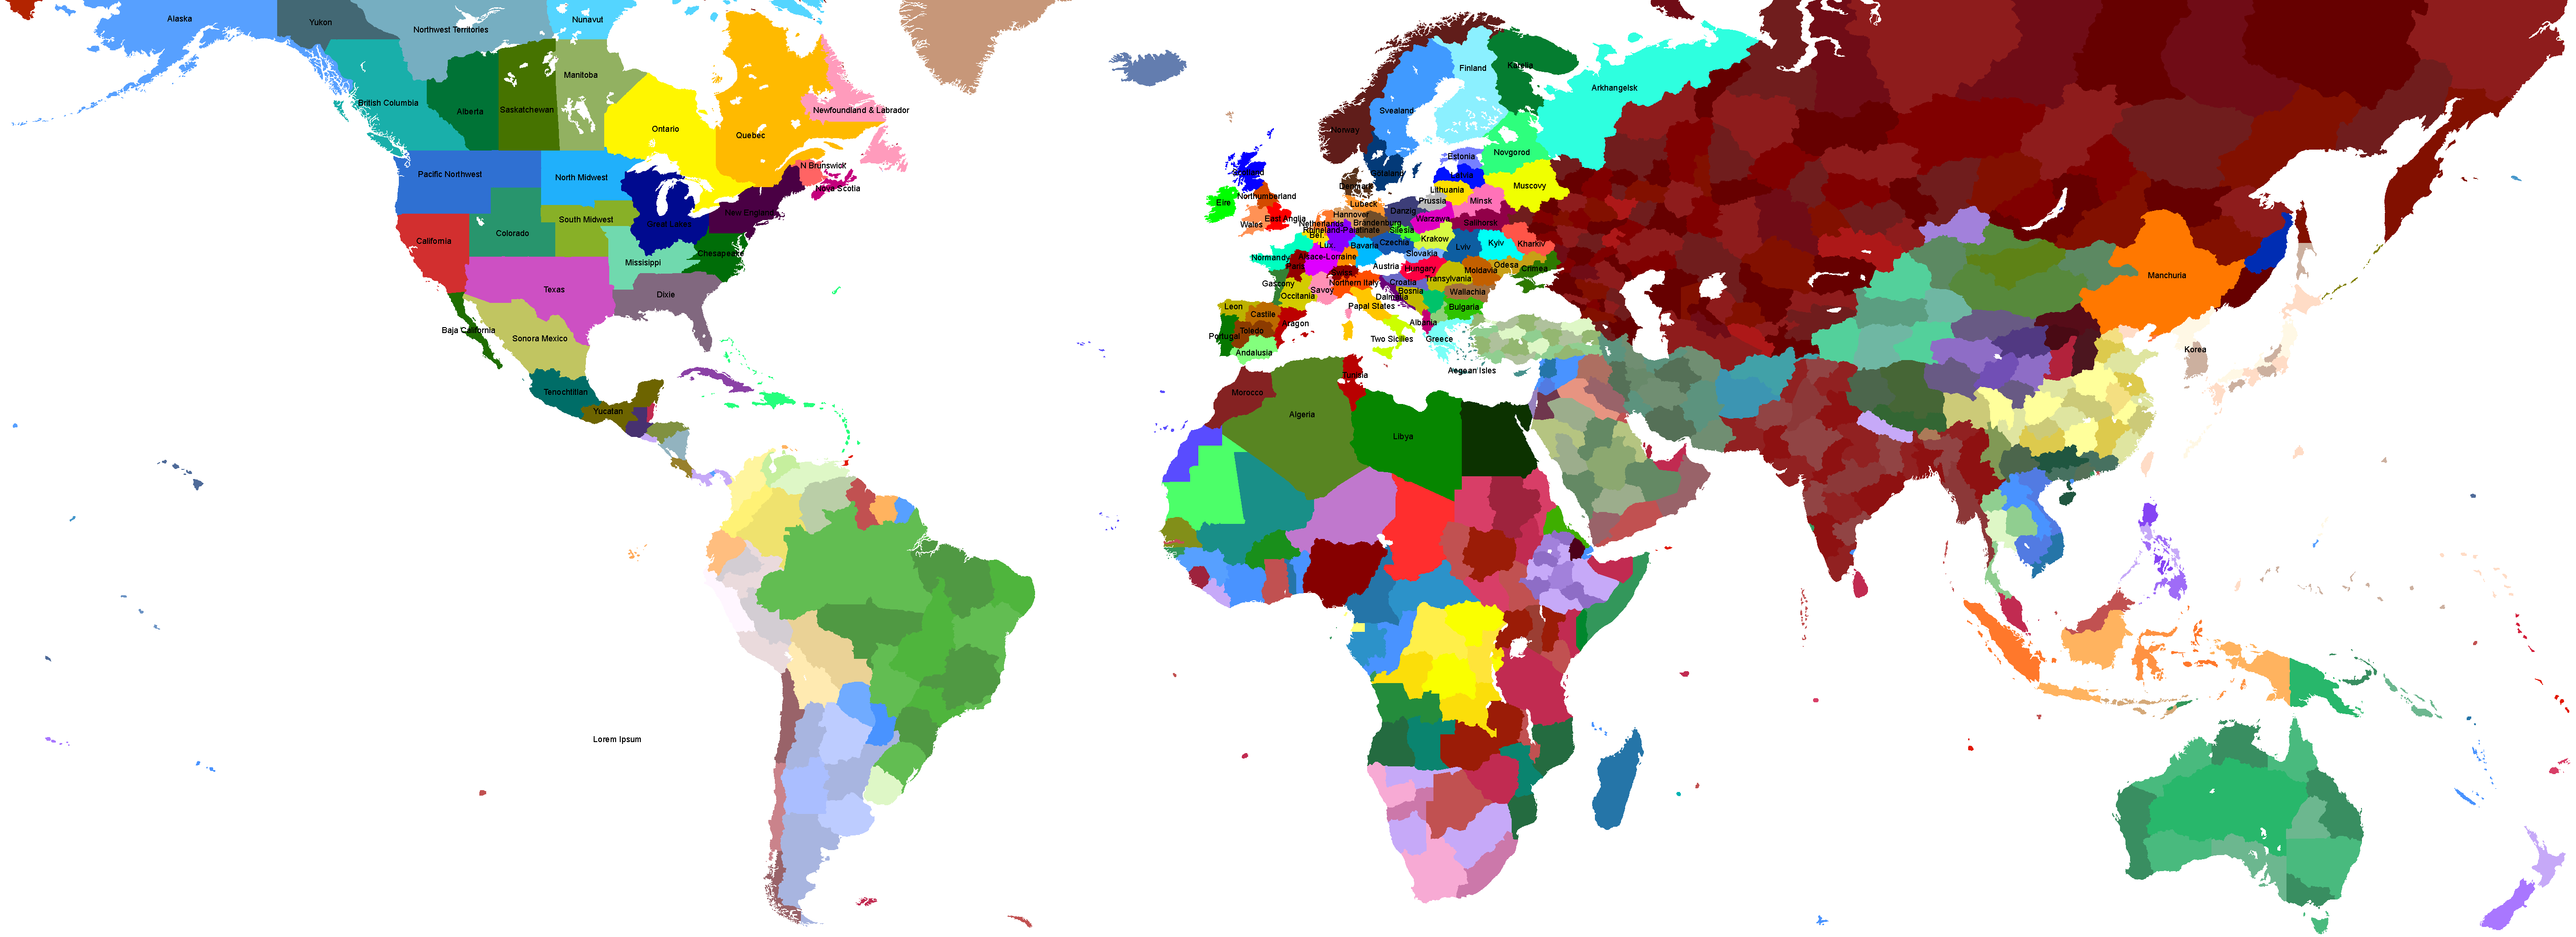 Alaska
Yukon
Northwest Territories
Nunavut
British Columbia
Alberta
Saskatchewan
Manitoba
Ontario
Quebec
Newfoundland & Labrador
N Brunswick
Nova Scotia
Pacific Northwest
North Midwest
South Midwest
Great Lakes
New England
California
Colorado
Missisippi
Chesapeake
Texas
Dixie
Baja California
Sonora Mexico
Tenochtitlan
Yucatan
Lorem Ipsum
Norway
Svealand
Finland
Karelia
Arkhangelsk
Götaland
Estonia
Latvia
Lithuania
Novgorod
Muscovy
Scotland
Eire
Northumberland
Wales
East Anglia
Denmark
Lubeck
Hannover
Netherlands
Brandenburg
Danzig
Prussia
Minsk
Warzawa
Salihorsk
Rhineland-Palatinate
Bel.
Lux
Silesia
Krakow
Lviv
Kyiv
Kharkiv
Normandy
Paris
Alsace-Lorraine
Bavaria
Czechia
Slovakia
Austria
Hungary
Transylvania
Moldavia
Odesa
Crimea
Gascony
Occitania
Savoy
Swiss
Northern Italy
Croatia
Bosnia
Dalmatia
Wallachia
Bulgaria
Albania
Greece
Aegean Isles
Papal States
Two Sicilies
Leon
Castile
Aragon
Toledo
Portugal
Andalusia
Morocco
Algeria
Tunisia
Libya
Manchuria
Korea